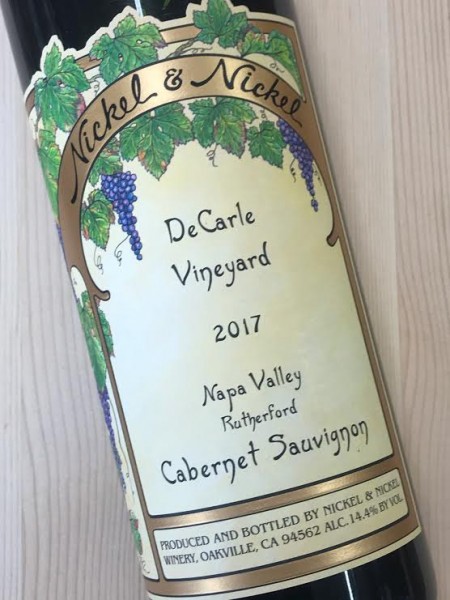 Nickel & Nickel
DeCarle
Vineyard
2017
Napa Valley
Rutherford
Cabernet Sauvignon
PRODUCED AND BOTTLED BY NICKEL & NICKEL
WINERY, OAKVILLE, CA 94562 ALC. 14.4% BY VOL